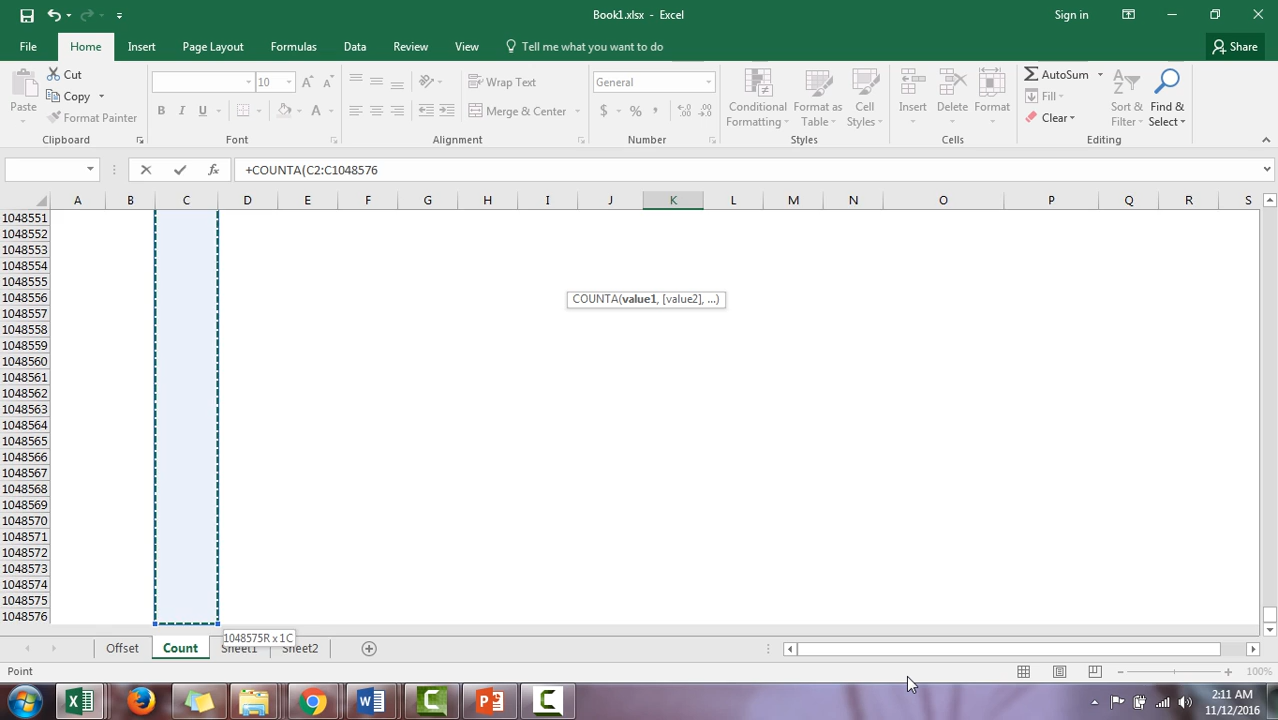 Book1.xlsx - Excel
Sign in
File Home Insert Page Layout Formulas Data Review View Tell me what you want to do Share
Paste
Cut
Copy
Format Painter
Clipboard
10 A A
B I U A
Font
Wrap Text
Merge & Center
Alignment
General
$ % , .00
Number
Conditional Formatting
Format as Table
Cell Styles
Styles
Insert Delete Format
Cells
AutoSum
Fill
Clear
Sort & Filter
Find & Select
Editing
fx +COUNTA(C2:C1048576
A B C D E F G H I J K L M N O P Q R S
1048551
1048552
1048553
1048554
1048555
1048556
1048557
1048558
1048559
1048560
1048561
1048562
1048563
1048564
1048565
1048566
1048567
1048568
1048569
1048570
1048571
1048572
1048573
1048574
1048575
1048576
COUNTA(value1, [value2], ...)
1048575R x 1C
Offset Count Sheet1 Sheet2
Point
100%
2:11 AM
11/12/2016